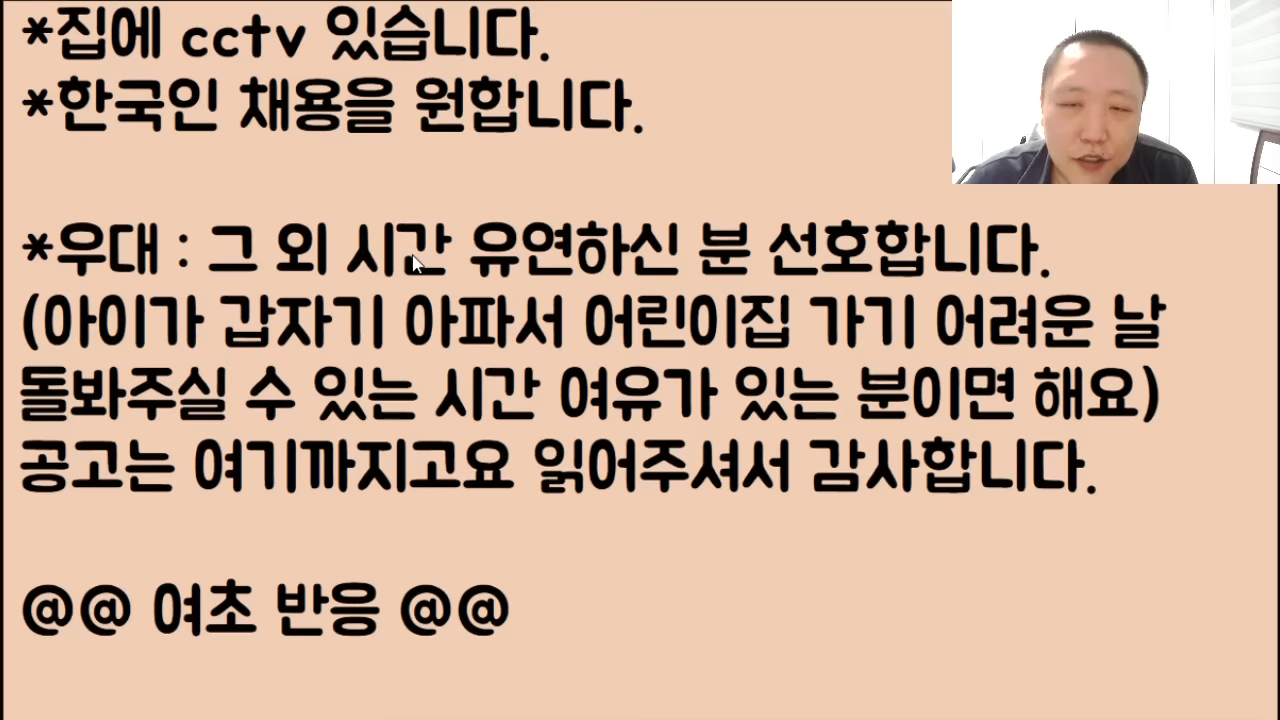 *집에 cctv 있습니다.
*한국인 채용을 원합니다.
*우대 : 그 외 시간 유연하신 분 선호합니다.
(아이가 갑자기 아파서 어린이집 가기 어려운 날
돌봐주실 수 있는 시간 여유가 있는 분이면 해요)
공고는 여기까지고요 읽어주셔서 감사합니다.
@@ 여초 반응 @@